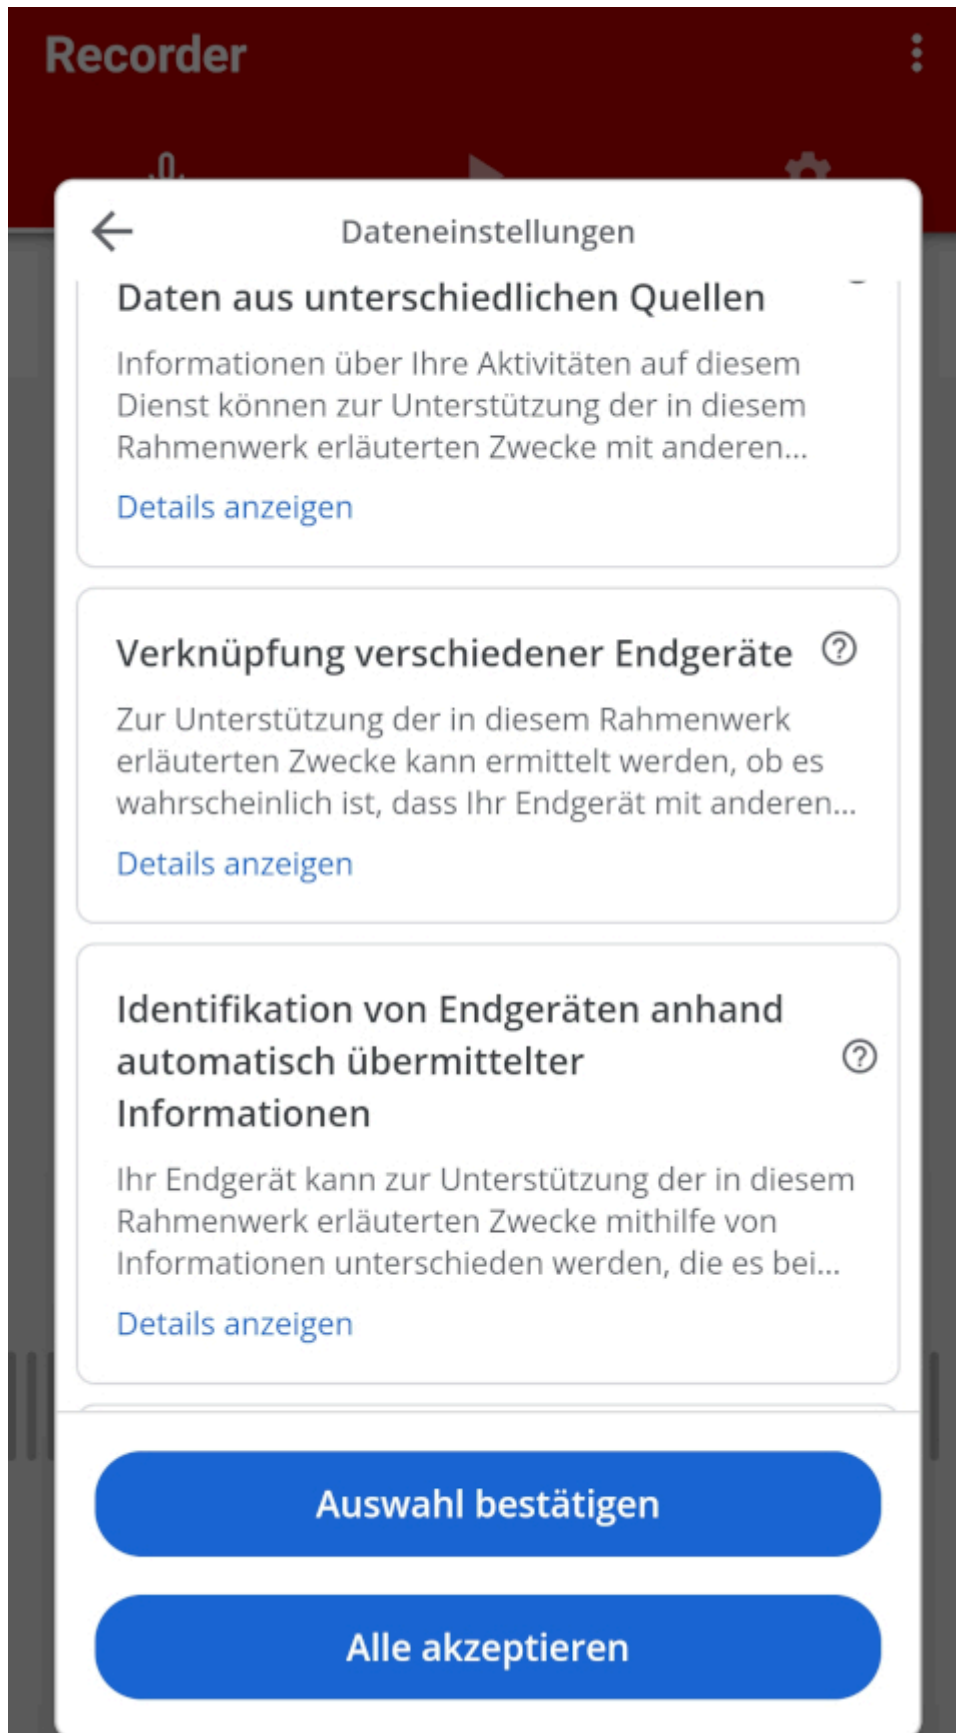 Recorder
Dateneinstellungen
Daten aus unterschiedlichen Quellen
Informationen über Ihre Aktivitäten auf diesem
Dienst können zur Unterstützung der in diesem
Rahmenwerk erläuterten Zwecke mit anderen...
Details anzeigen
Verknüpfung verschiedener Endgeräte
Zur Unterstützung der in diesem Rahmenwerk
erläuterten Zwecke kann ermittelt werden, ob es
wahrscheinlich ist, dass Ihr Endgerät mit anderen...
Details anzeigen
Identifikation von Endgeräten anhand
automatisch übermittelter
Informationen
Ihr Endgerät kann zur Unterstützung der in diesem
Rahmenwerk erläuterten Zwecke mithilfe von
Informationen unterschieden werden, die es bei...
Details anzeigen
Auswahl bestätigen
Alle akzeptieren